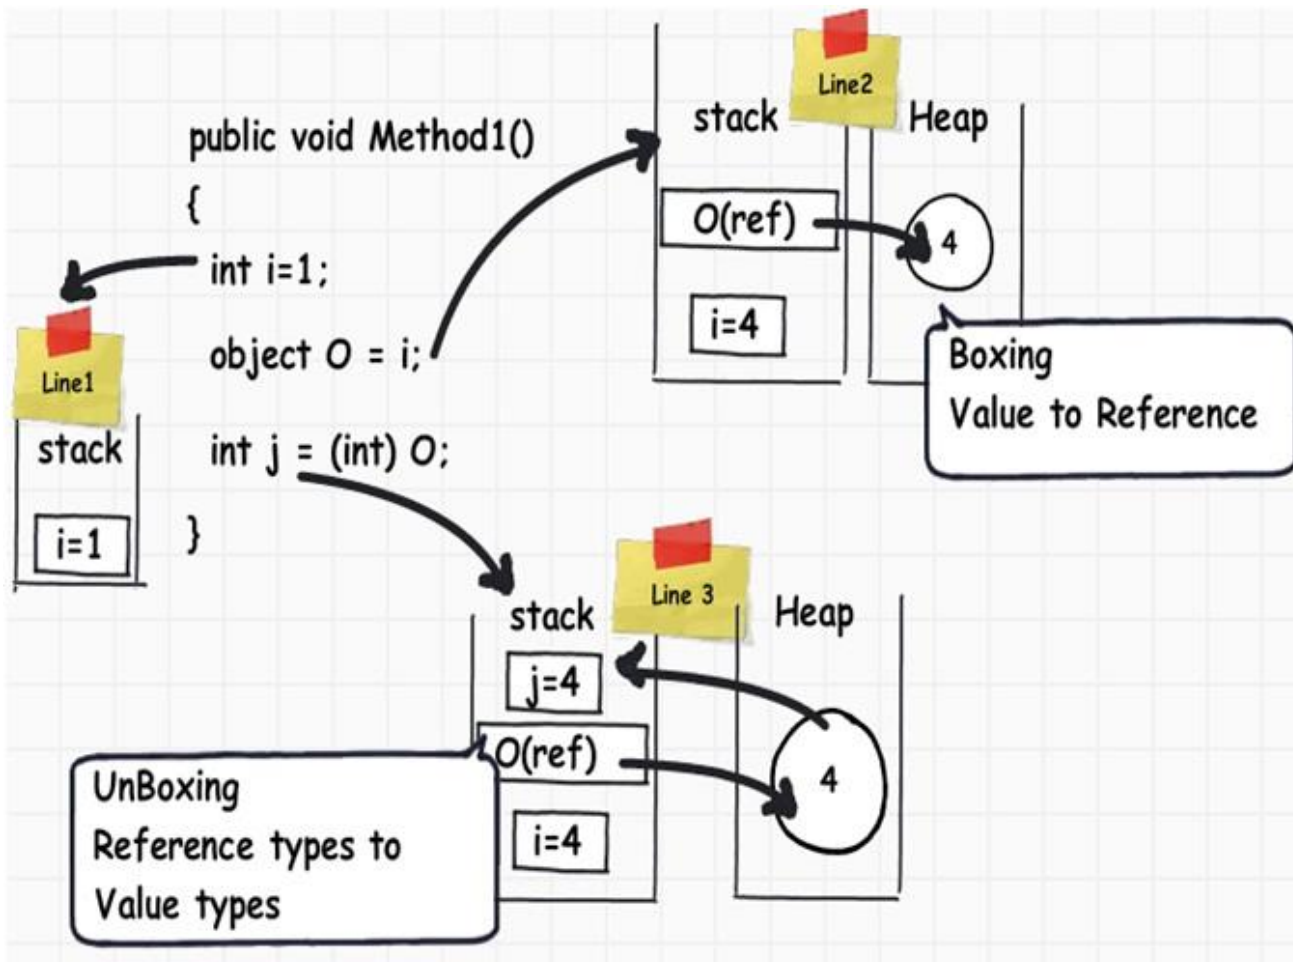 public void Method1()
{
int i=1;
object O = i;
int j = (int) O;
}
Line1
stack
i=1
Line2
stack
Heap
O(ref)
4
i=4
Boxing
Value to Reference
Line 3
stack
Heap
j=4
O(ref)
4
i=4
UnBoxing
Reference types to
Value types